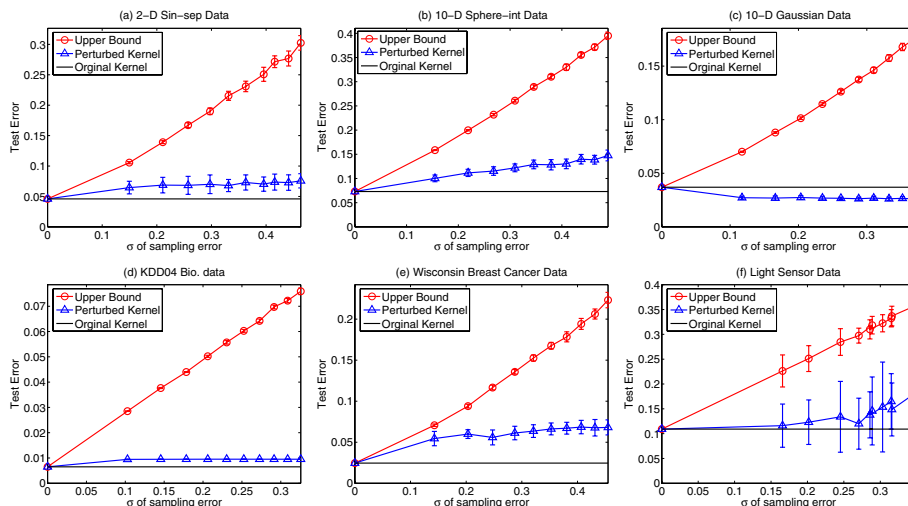 (a) 2-D Sin-sep Data
Upper Bound
Perturbed Kernel
Orginal Kernel
Test Error
0.3
0.25
0.2
0.15
0.1
0.05
0
0 0.1 0.2 0.3 0.4
σ of sampling error
(b) 10-D Sphere-int Data
Upper Bound
Perturbed Kernel
Orginal Kernel
Test Error
0.4
0.35
0.3
0.25
0.2
0.15
0.1
0.05
0
0 0.1 0.2 0.3 0.4
σ of sampling error
(c) 10-D Gaussian Data
Upper Bound
Perturbed Kernel
Orginal Kernel
Test Error
0.15
0.1
0.05
0
0 0.1 0.2 0.3
σ of sampling error
(d) KDD04 Bio. data
Upper Bound
Perturbed Kernel
Orginal Kernel
Test Error
0.07
0.06
0.05
0.04
0.03
0.02
0.01
0
0 0.05 0.1 0.15 0.2 0.25 0.3
σ of sampling error
(e) Wisconsin Breast Cancer Data
Upper Bound
Perturbed Kernel
Orginal Kernel
Test Error
0.2
0.15
0.1
0.05
0
0 0.1 0.2 0.3 0.4
σ of sampling error
(f) Light Sensor Data
Upper Bound
Perturbed Kernel
Orginal Kernel
Test Error
0.4
0.35
0.3
0.25
0.2
0.15
0.1
0.05
0
0 0.05 0.1 0.15 0.2 0.25 0.3
σ of sampling error